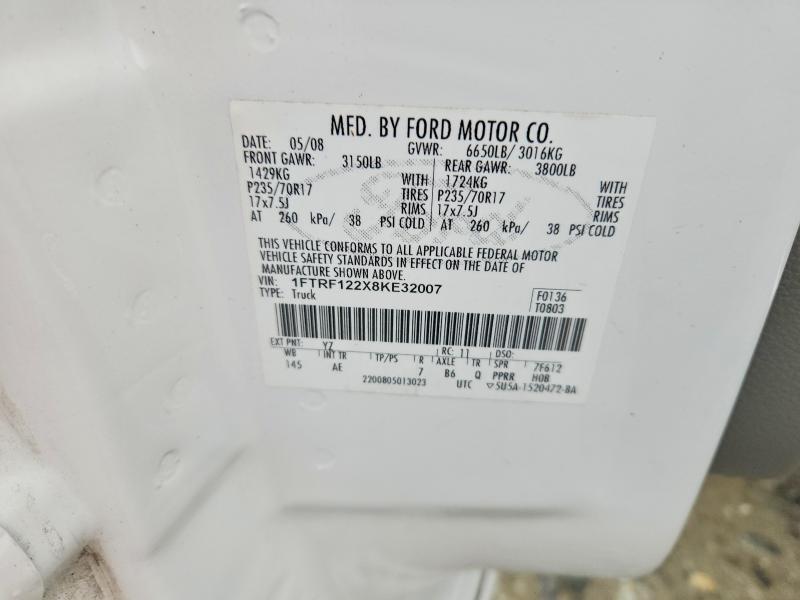 MFD. BY FORD MOTOR CO.
DATE: 05/08 GVWR: 6650LB/ 3016KG
FRONT GAWR: 3150LB REAR GAWR: 3800LB
1429KG WITH 1724KG WITH
P235/70R17 TIRES P235/70R17 TIRES
17x7.5J RIMS 17x7.5J RIMS
AT 260 kPa/ 38 PSI COLD AT 260 kPa/ 38 PSI COLD
THIS VEHICLE CONFORMS TO ALL APPLICABLE FEDERAL MOTOR
VEHICLE SAFETY STANDARDS IN EFFECT ON THE DATE OF
MANUFACTURE SHOWN ABOVE.
VIN: 1FTRF122X8KE32007
TYPE: Truck
F0136
T0803
EXT PNT: YZ RC: 11 DSO:
WB INT TR TP/PS R AXLE TR SPR 7F612
145 AE 7 B6 Q PPRR H0B
2200805013023 UTC ▽5U5A-1520472-BA